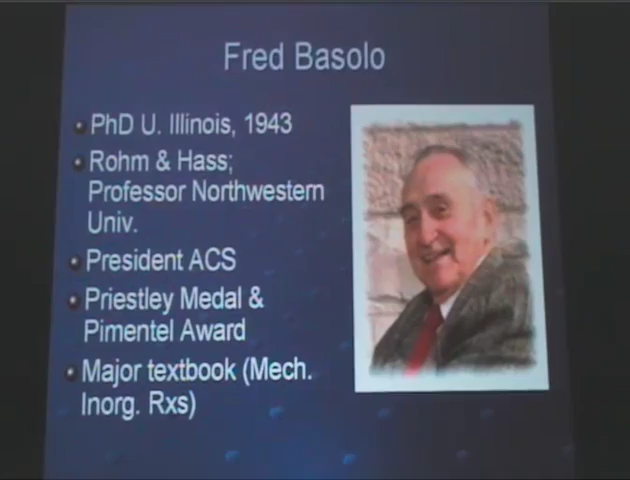 Fred Basolo
PhD U. Illinois, 1943
Rohm & Hass;
Professor Northwestern
Univ.
President ACS
Priestley Medal &
Pimentel Award
Major textbook (Mech.
Inorg. Rxs)